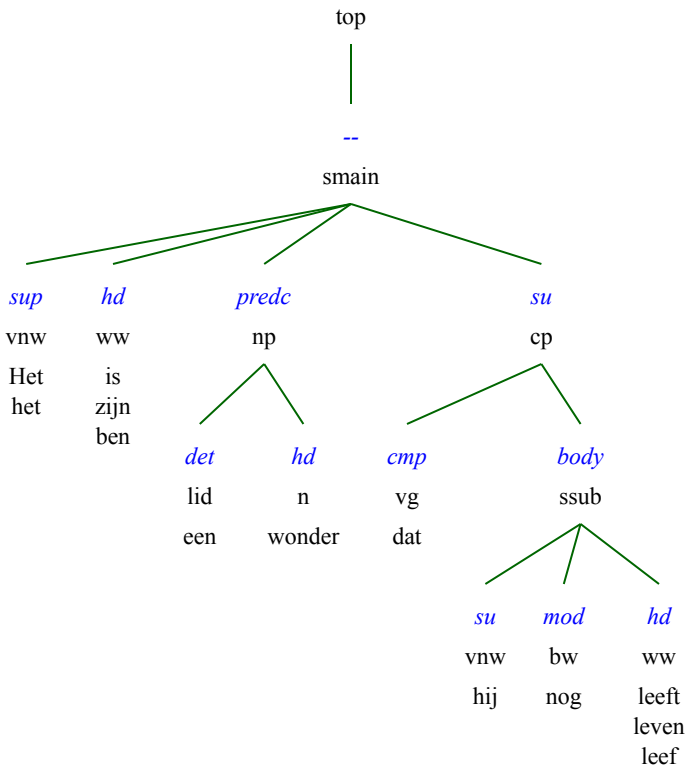 top
--
smain
sup hd predc su
vnw ww np cp
Het is
het zijn
ben
det hd cmp body
lid n vg ssub
een wonder dat
su mod hd
vnw bw ww
hij nog leeft
leven
leef